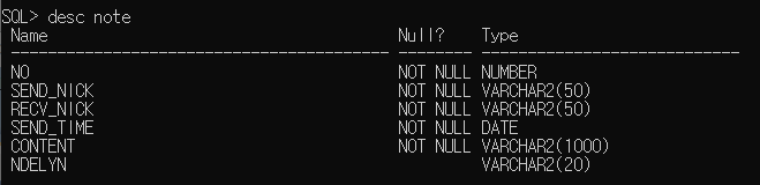 SQL> desc note
Name Null? Type
----------------------------------------- -------- ----------------------------
NO NOT NULL NUMBER
SEND_NICK NOT NULL VARCHAR2(50)
RECV_NICK NOT NULL VARCHAR2(50)
SEND_TIME NOT NULL DATE
CONTENT NOT NULL VARCHAR2(1000)
NDELYN VARCHAR2(20)